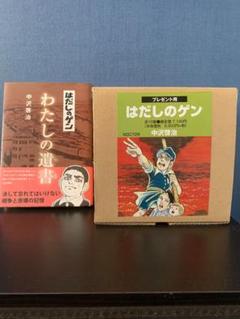 はだしのゲン
わたしの遺書
中沢啓治
決して忘れてはいけない
戦争と原爆の記憶
プレゼント用
はだしのゲン
中沢啓治